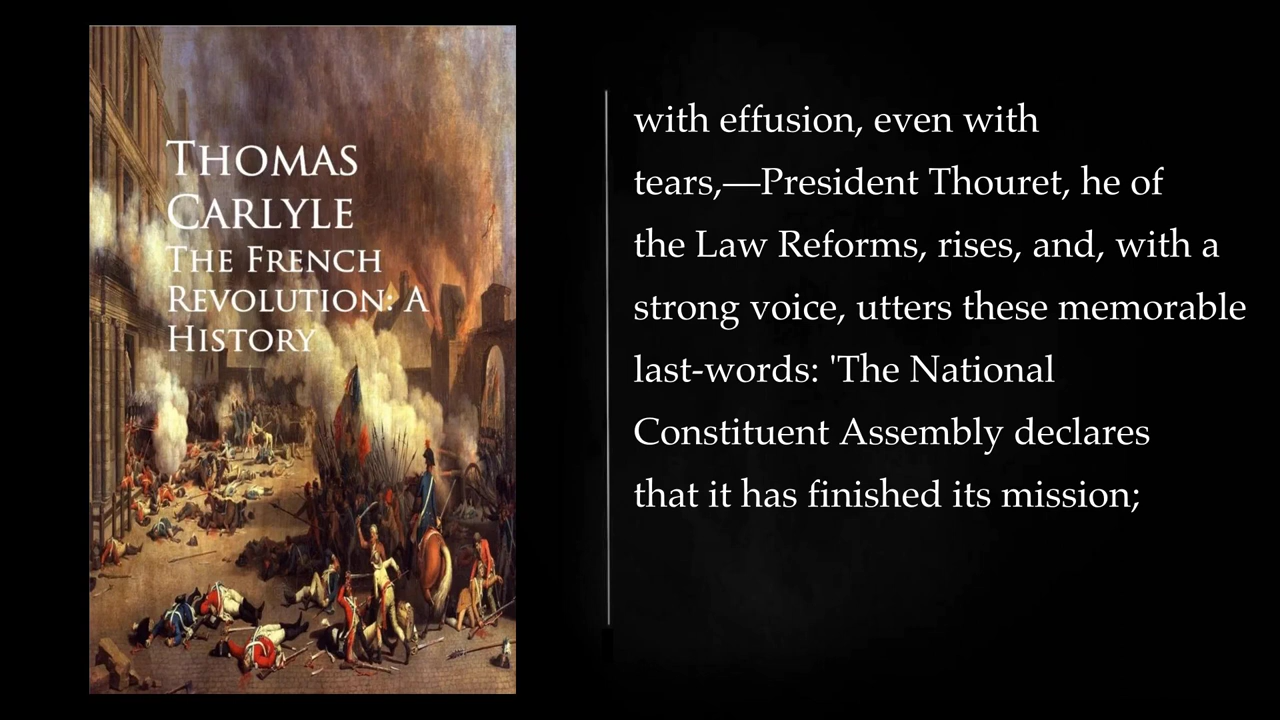 THOMAS
CARLYLE
THE FRENCH
REVOLUTION: A
HISTORY
with effusion, even with
tears,—President Thouret, he of
the Law Reforms, rises, and, with a
strong voice, utters these memorable
last-words: 'The National
Constituent Assembly declares
that it has finished its mission;